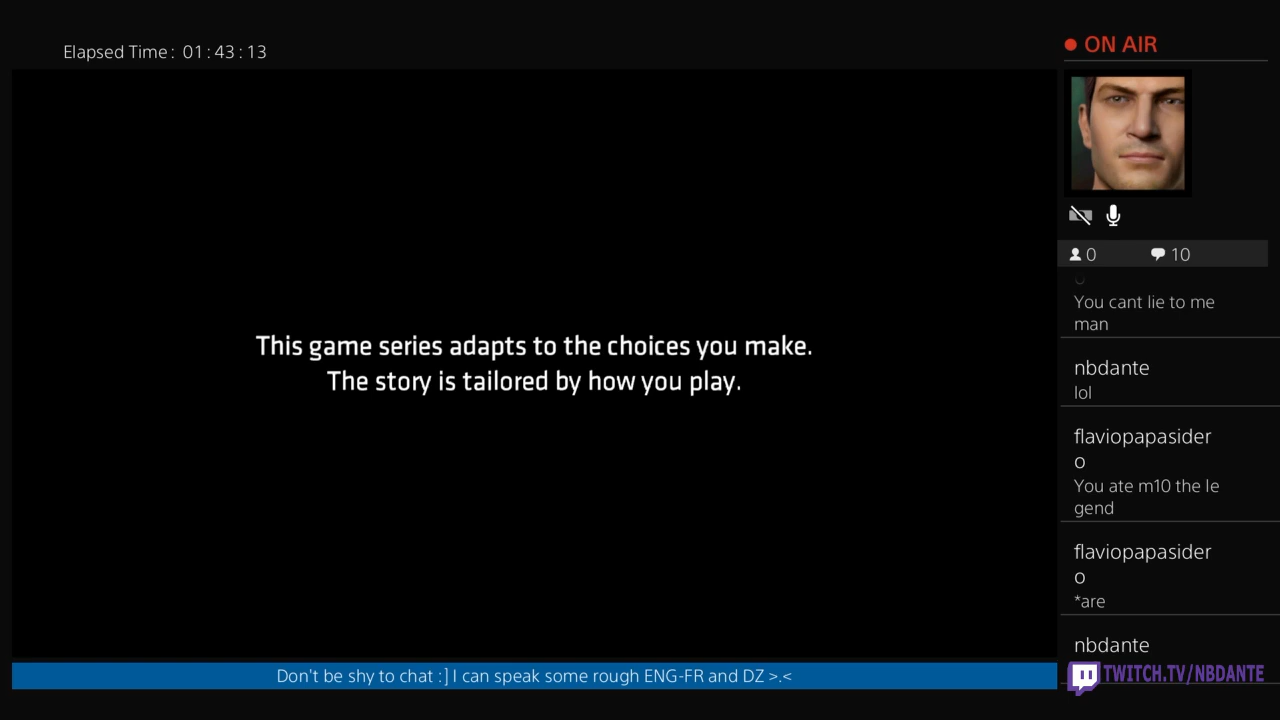 Elapsed Time: 01:43:13
ON AIR
0
10
You cant lie to me
man
nbdante
lol
flaviopapasider
o
You ate m10 the le
gend
flaviopapasider
o
*are
nbdante
This game series adapts to the choices you make.
The story is tailored by how you play.
Don't be shy to chat :] I can speak some rough ENG-FR and DZ >.<
TWITCH.TV/NBDANTE